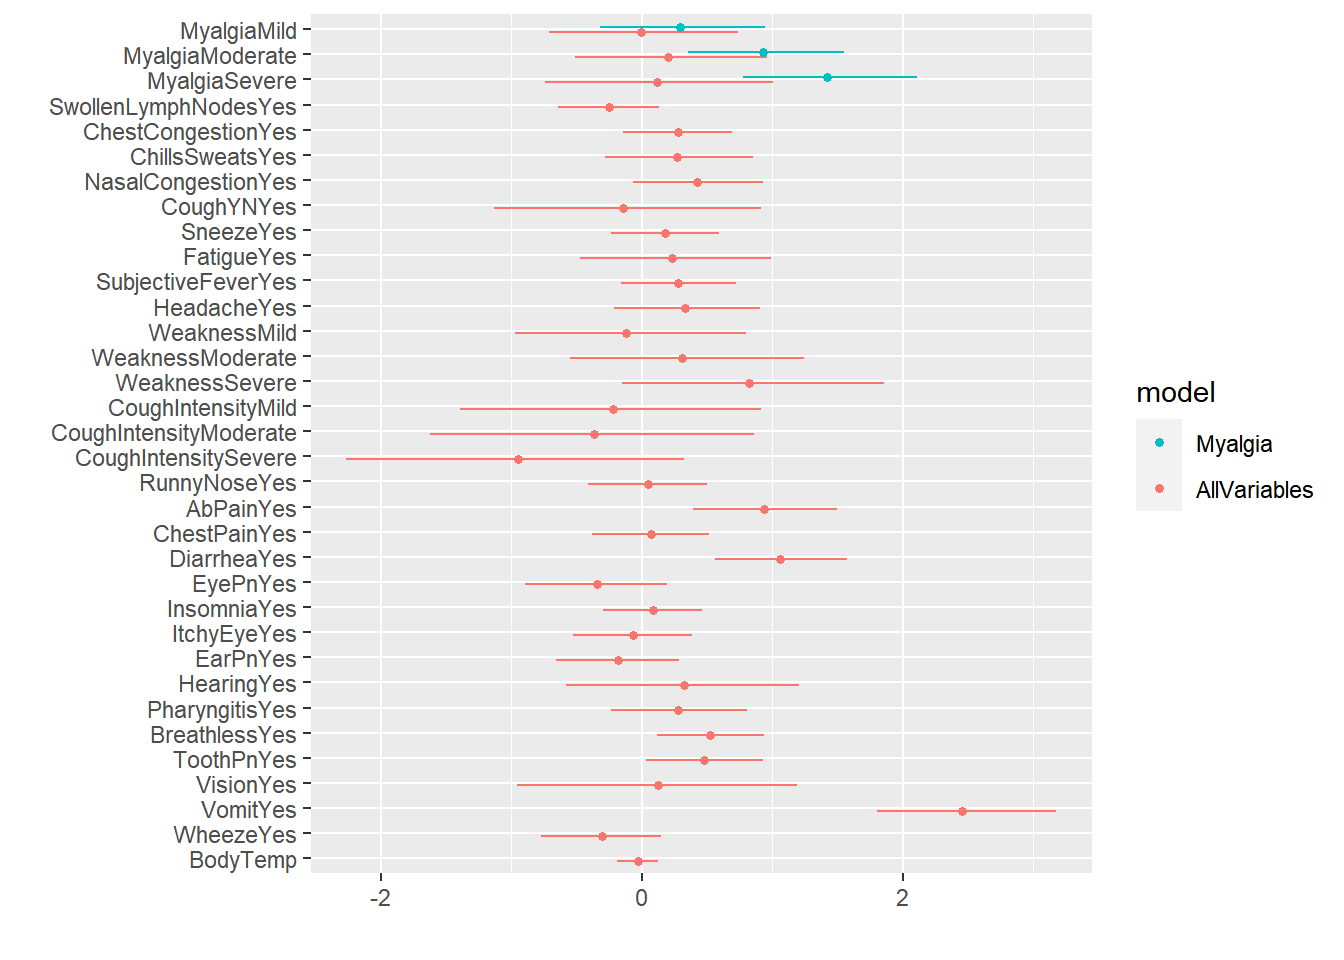 MyalgiaMild
MyalgiaModerate
MyalgiaSevere
SwollenLymphNodesYes
ChestCongestionYes
ChillsSweatsYes
NasalCongestionYes
CoughYNYes
SneezeYes
FatigueYes
SubjectiveFeverYes
HeadacheYes
WeaknessMild
WeaknessModerate
WeaknessSevere
CoughIntensityMild
CoughIntensityModerate
CoughIntensitySevere
RunnyNoseYes
AbPainYes
ChestPainYes
DiarrheaYes
EyePnYes
InsomniaYes
ItchyEyeYes
EarPnYes
HearingYes
PharyngitisYes
BreathlessYes
ToothPnYes
VisionYes
VomitYes
WheezeYes
BodyTemp
-2 0 2
model
Myalgia
AllVariables